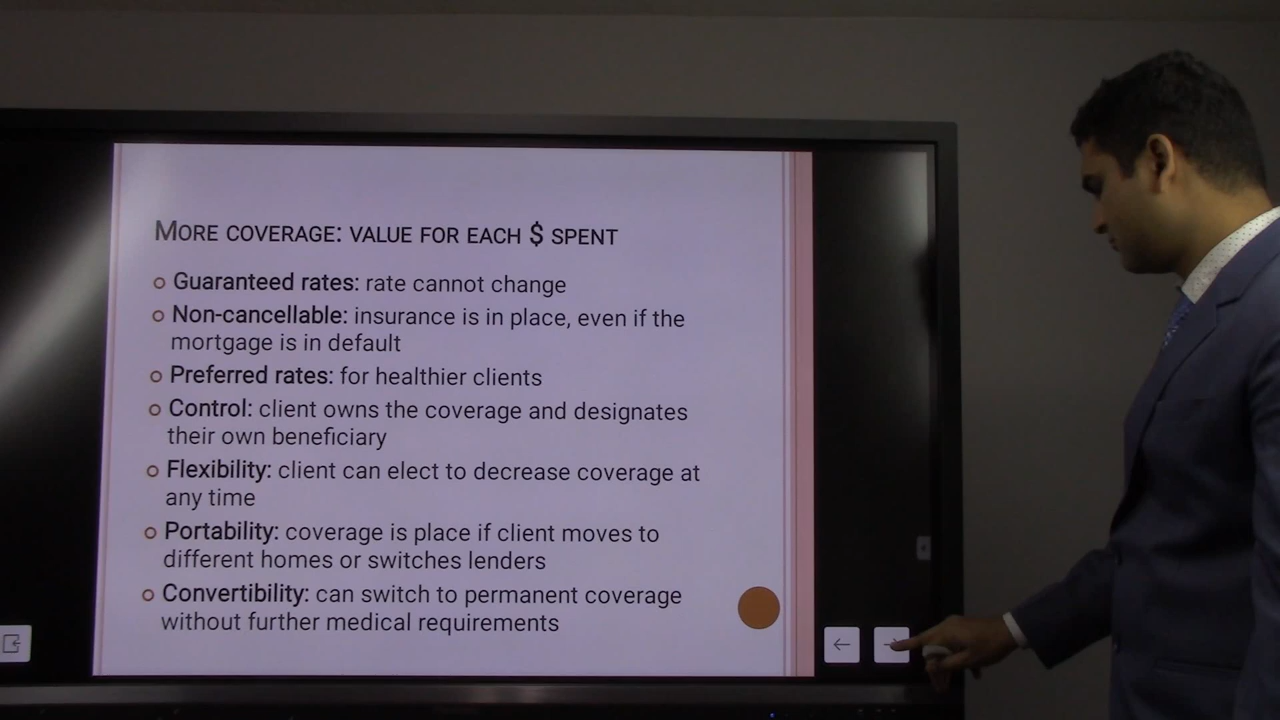 MORE COVERAGE: VALUE FOR EACH $ SPENT
Guaranteed rates: rate cannot change
Non-cancellable: insurance is in place, even if the
mortgage is in default
Preferred rates: for healthier clients
Control: client owns the coverage and designates
their own beneficiary
Flexibility: client can elect to decrease coverage at
any time
Portability: coverage is place if client moves to
different homes or switches lenders
Convertibility: can switch to permanent coverage
without further medical requirements